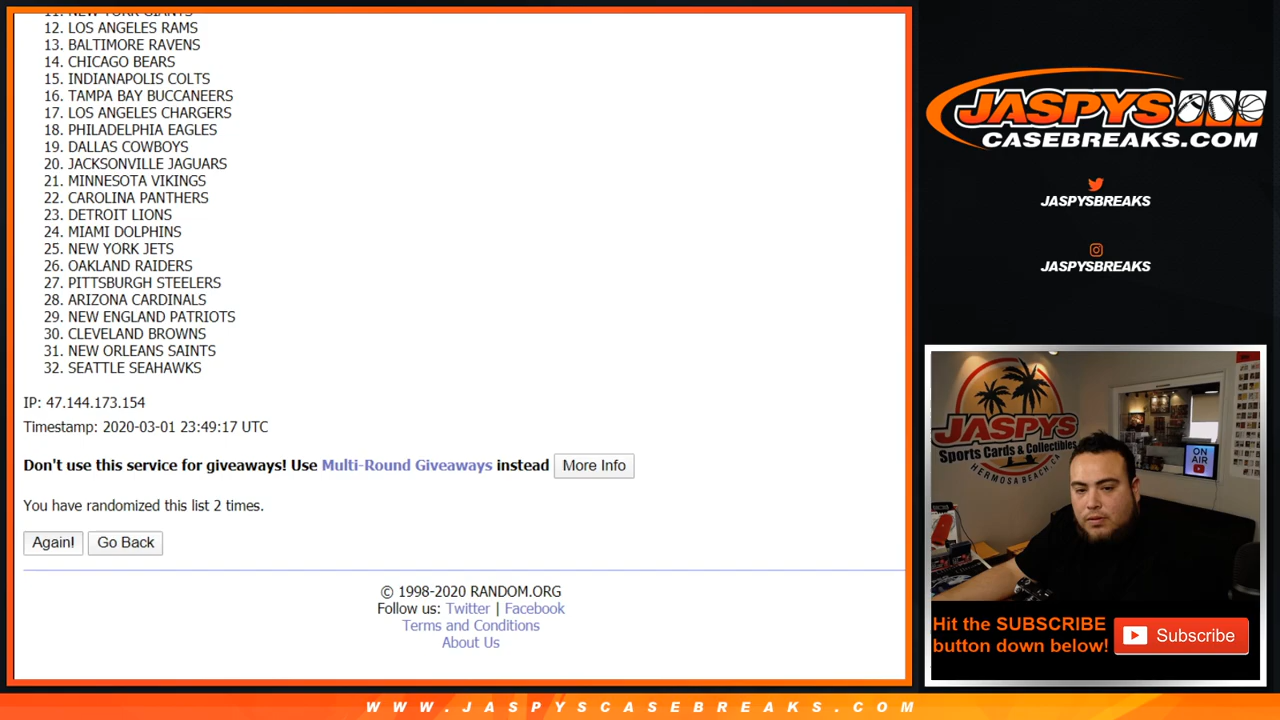 11. NEW YORK GIANTS
12. LOS ANGELES RAMS
13. BALTIMORE RAVENS
14. CHICAGO BEARS
15. INDIANAPOLIS COLTS
16. TAMPA BAY BUCCANEERS
17. LOS ANGELES CHARGERS
18. PHILADELPHIA EAGLES
19. DALLAS COWBOYS
20. JACKSONVILLE JAGUARS
21. MINNESOTA VIKINGS
22. CAROLINA PANTHERS
23. DETROIT LIONS
24. MIAMI DOLPHINS
25. NEW YORK JETS
26. OAKLAND RAIDERS
27. PITTSBURGH STEELERS
28. ARIZONA CARDINALS
29. NEW ENGLAND PATRIOTS
30. CLEVELAND BROWNS
31. NEW ORLEANS SAINTS
32. SEATTLE SEAHAWKS
IP: 47.144.173.154
Timestamp: 2020-03-01 23:49:17 UTC
Don't use this service for giveaways! Use Multi-Round Giveaways instead More Info
You have randomized this list 2 times.
Again! Go Back
© 1998-2020 RANDOM.ORG
Follow us: Twitter | Facebook
Terms and Conditions
About Us
JASPYS
CASEBREAKS.COM
JASPYSBREAKS
JASPYSBREAKS
JASPYS
Sports Cards & Collectibles
HERMOSA BEACH, CA
ON
AIR
Hit the SUBSCRIBE
button down below!
Subscribe
WWW.JASPYSCASEBREAKS.COM